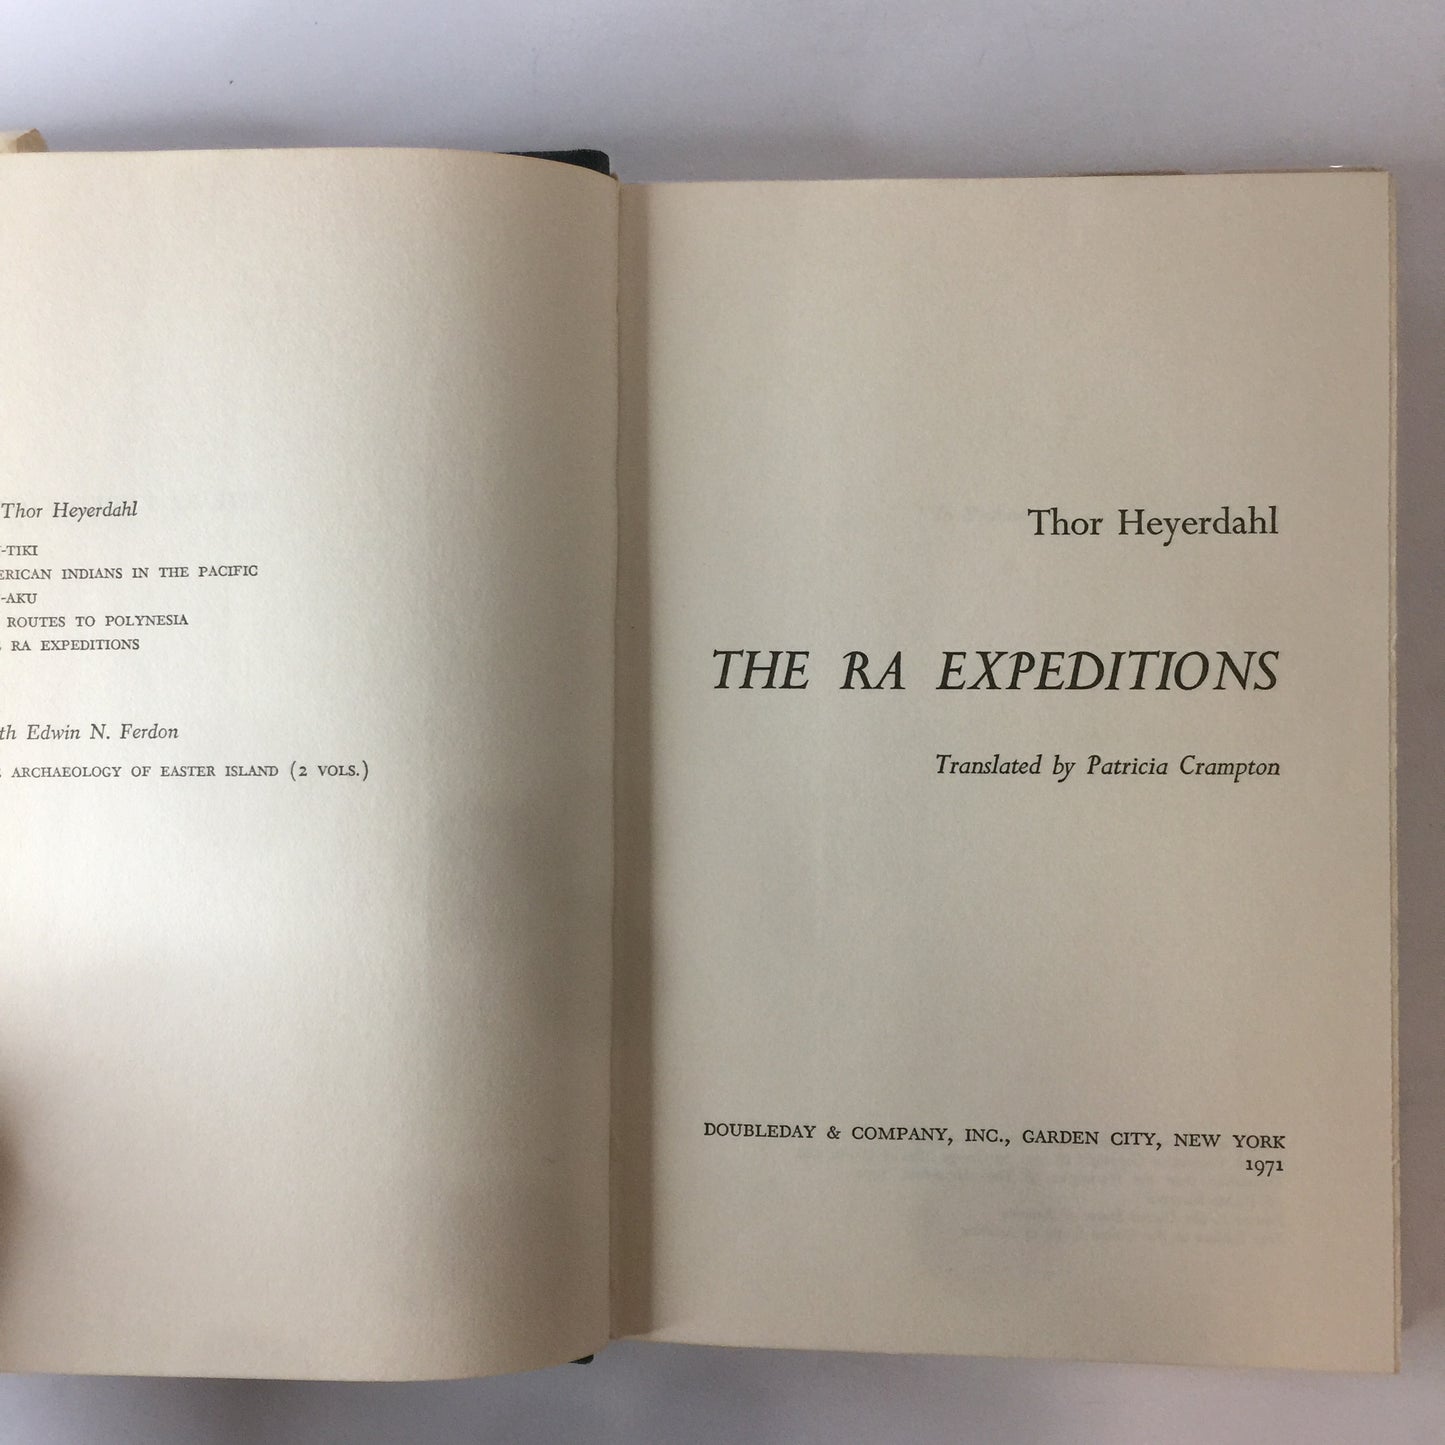 Thor Heyerdahl
-TIKI
ERICAN INDIANS IN THE PACIFIC
-AKU
ROUTES TO POLYNESIA
RA EXPEDITIONS
th Edwin N. Ferdon
ARCHAEOLOGY OF EASTER ISLAND (2 VOLS.)
Thor Heyerdahl
THE RA EXPEDITIONS
Translated by Patricia Crampton
DOUBLEDAY & COMPANY, INC., GARDEN CITY, NEW YORK
1971